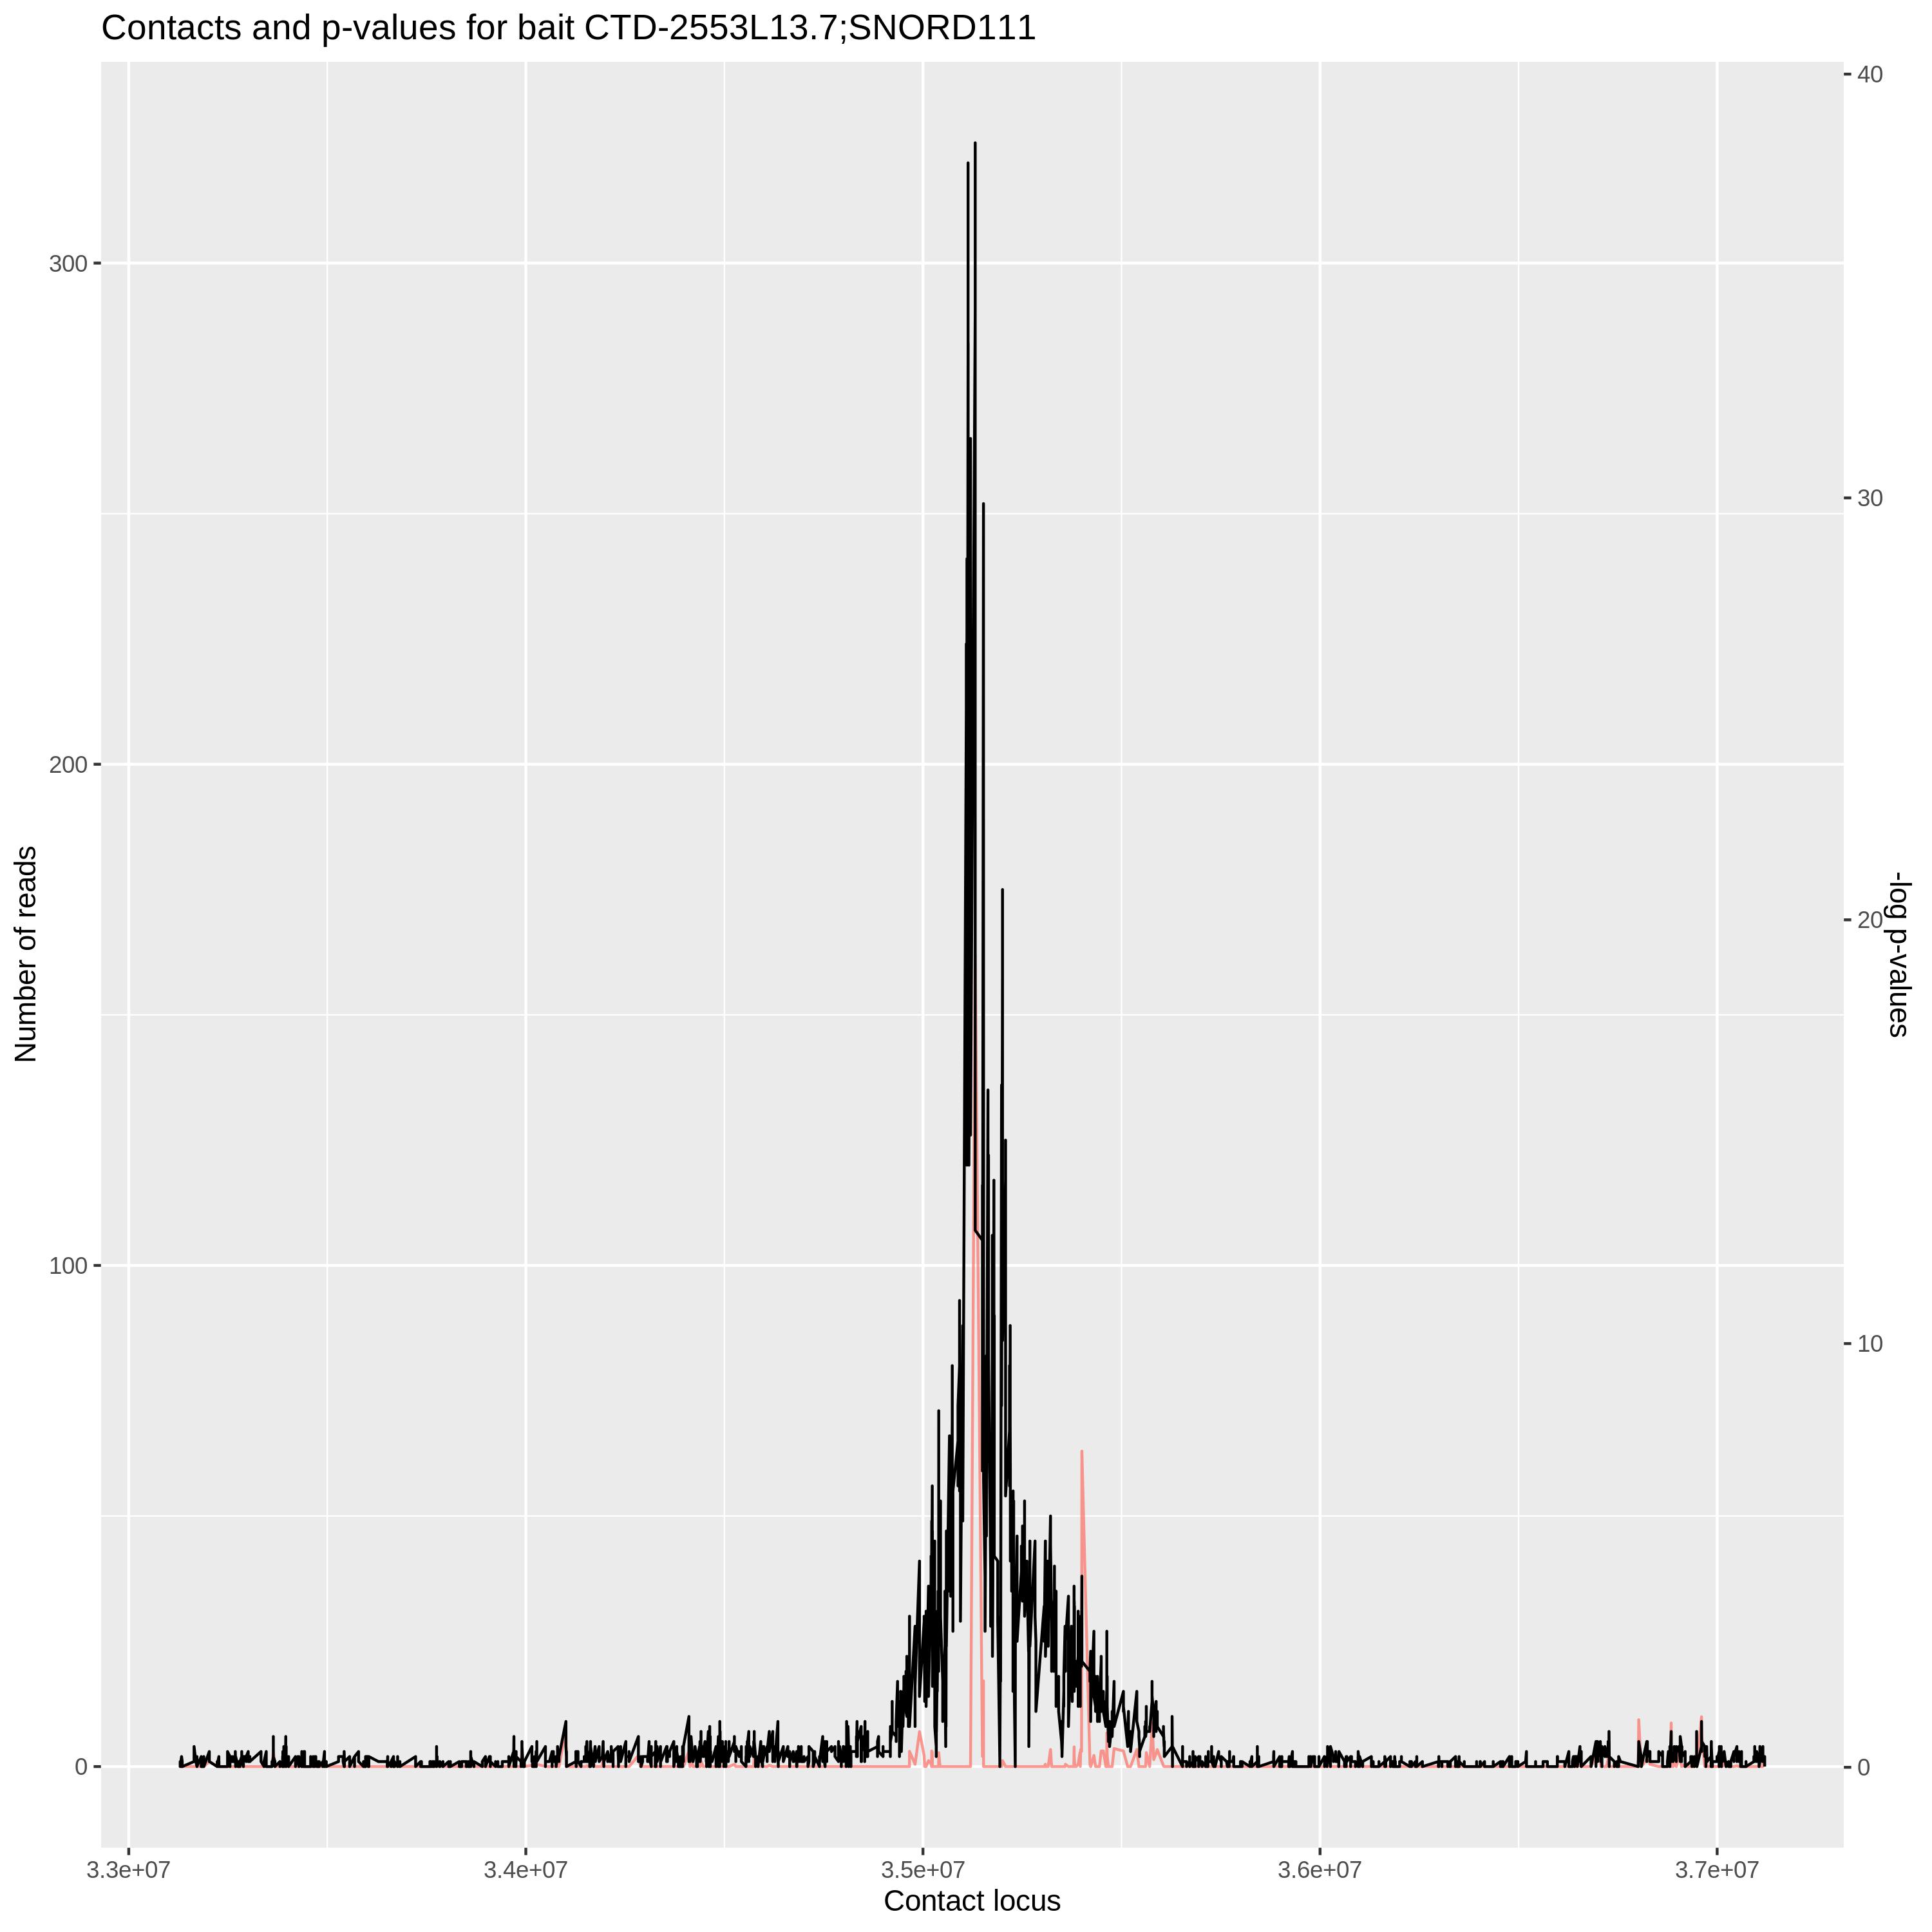 Contacts and p-values for bait CTD-2553L13.7;SNORD111
40
300
30
200
20
Number of reads
-log p-values
100
10
0
0
3.3e+07
3.4e+07
3.5e+07
3.6e+07
3.7e+07
Contact locus